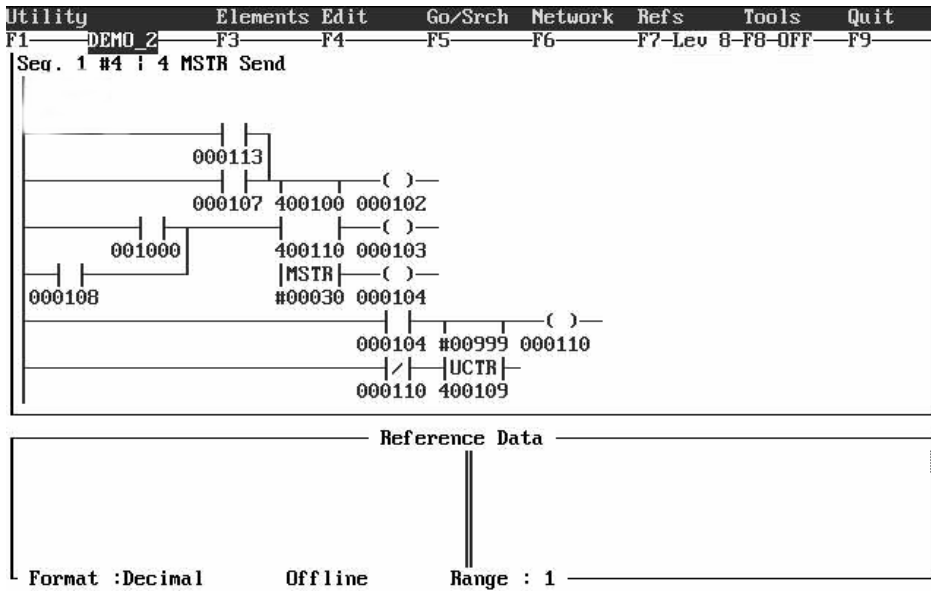 Utility Elements Edit Go/Srch Network Refs Tools Quit
F1 DEMO_2 F3 F4 F5 F6 F7-Lev 8-F8-OFF F9
Seg. 1 #4 ¦ 4 MSTR Send
000113
( )
000107 400100 000102
( )
001000 400110 000103
MSTR ( )
000108 #00030 000104
( )
000104 #00999 000110
/ UCTR
000110 400109
Reference Data
Format :Decimal Offline Range : 1